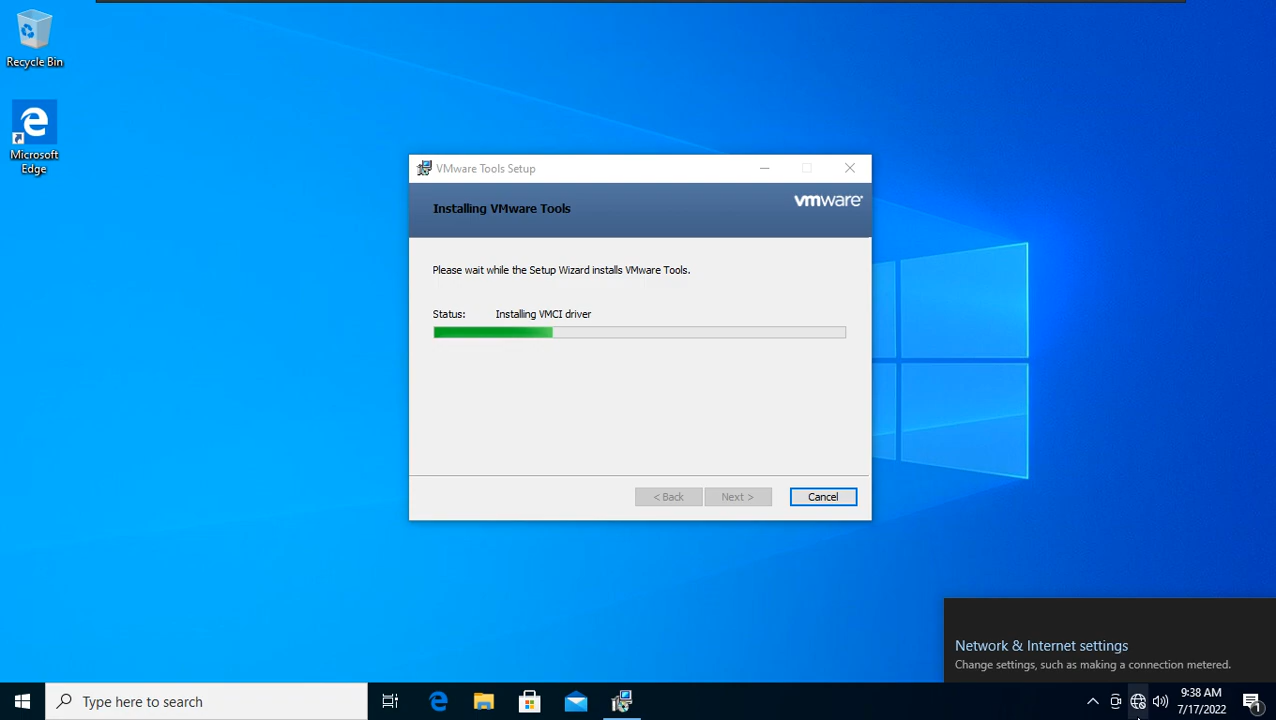 Recycle Bin
Microsoft
Edge
VMware Tools Setup
Installing VMware Tools
vmware
Please wait while the Setup Wizard installs VMware Tools.
Status: Installing VMCI driver
< Back Next > Cancel
Network & Internet settings
Change settings, such as making a connection metered.
Type here to search
9:38 AM
7/17/2022
1